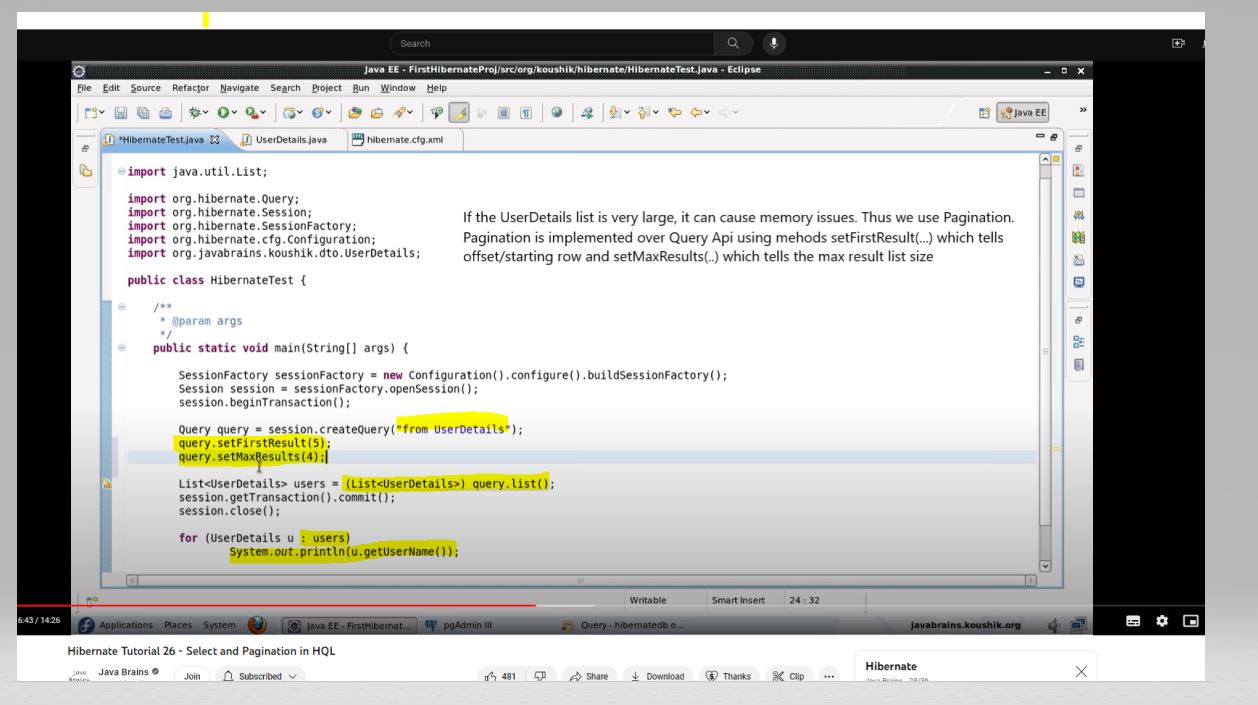 Search
Java EE - FirstHibernateProj/src/org/koushik/hibernate/HibernateTest.java - Eclipse
File Edit Source Refactor Navigate Search Project Run Window Help
Java EE
*HibernateTest.java UserDetails.java hibernate.cfg.xml
import java.util.List;
import org.hibernate.Query;
import org.hibernate.Session;
import org.hibernate.SessionFactory;
import org.hibernate.cfg.Configuration;
import org.javabrains.koushik.dto.UserDetails;
If the UserDetails list is very large, it can cause memory issues. Thus we use Pagination.
Pagination is implemented over Query Api using mehods setFirstResult(...) which tells
offset/starting row and setMaxResults(..) which tells the max result list size
public class HibernateTest {
/**
* @param args
*/
public static void main(String[] args) {
SessionFactory sessionFactory = new Configuration().configure().buildSessionFactory();
Session session = sessionFactory.openSession();
session.beginTransaction();
Query query = session.createQuery("from UserDetails");
query.setFirstResult(5);
query.setMaxResults(4);
List<UserDetails> users = (List<UserDetails>) query.list();
session.getTransaction().commit();
session.close();
for (UserDetails u : users)
System.out.println(u.getUserName());
Writable Smart Insert 24 : 32
6:43 / 14:26
Applications Places System Java EE - FirstHibernat... pgAdmin III Query - hibernatedb o... javabrains.koushik.org
Hibernate Tutorial 26 - Select and Pagination in HQL
Java Brains
Join Subscribed 481 Share Download Thanks Clip ...
Hibernate
Java Brains - 28/36